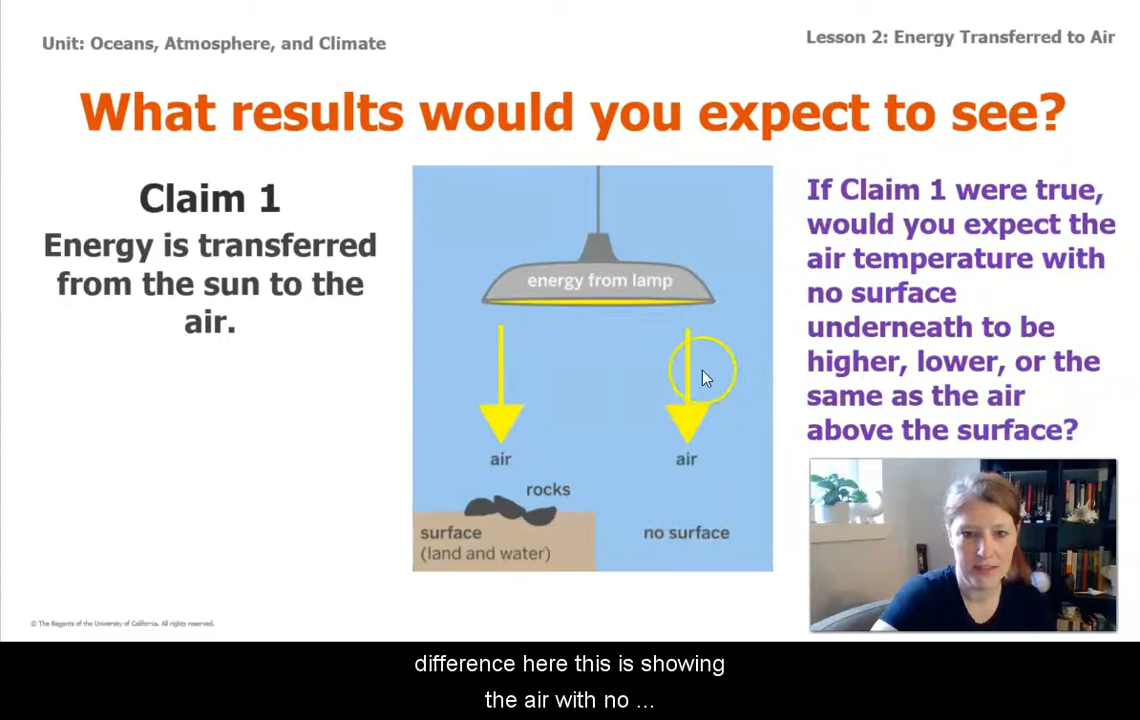 Unit: Oceans, Atmosphere, and Climate
Lesson 2: Energy Transferred to Air
What results would you expect to see?
Claim 1
Energy is transferred
from the sun to the
air.
energy from lamp
air
air
rocks
surface
(land and water)
no surface
If Claim 1 were true,
would you expect the
air temperature with
no surface
underneath to be
higher, lower, or the
same as the air
above the surface?
© The Regents of the University of California. All rights reserved.
difference here this is showing
the air with no ...